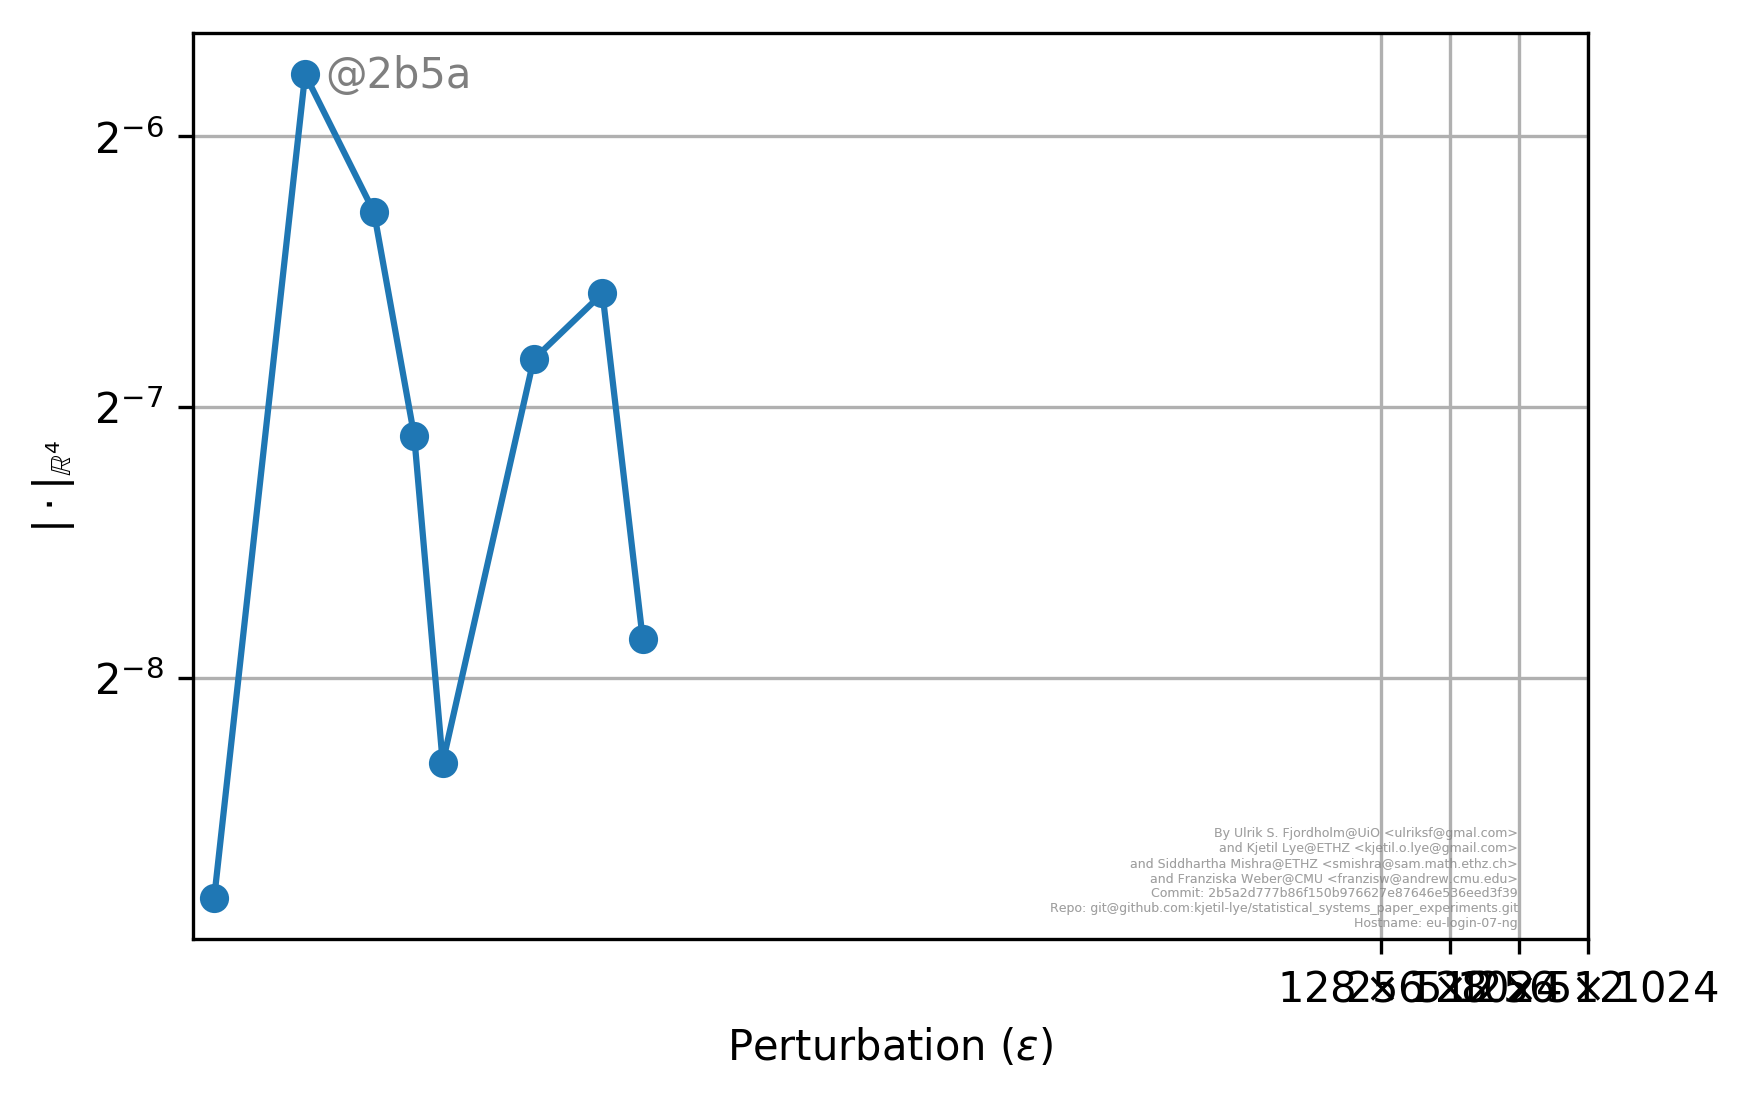 @2b5a
2⁻⁶
2⁻⁷
2⁻⁸
|·|ℝ⁴
By Ulrik S. Fjordholm@UiO <ulriksf@gmal.com>
and Kjetil Lye@ETHZ <kjetil.o.lye@gmail.com>
and Siddhartha Mishra@ETHZ <smishra@sam.math.ethz.ch>
and Franziska Weber@CMU <franzisw@andrew.cmu.edu>
Commit: 2b5a2d777b86f150b976627e87646e536eed3f39
Repo: git@github.com:kjetil-lye/statistical_systems_paper_experiments.git
Hostname: eu-login-07-ng
Perturbation (ε)